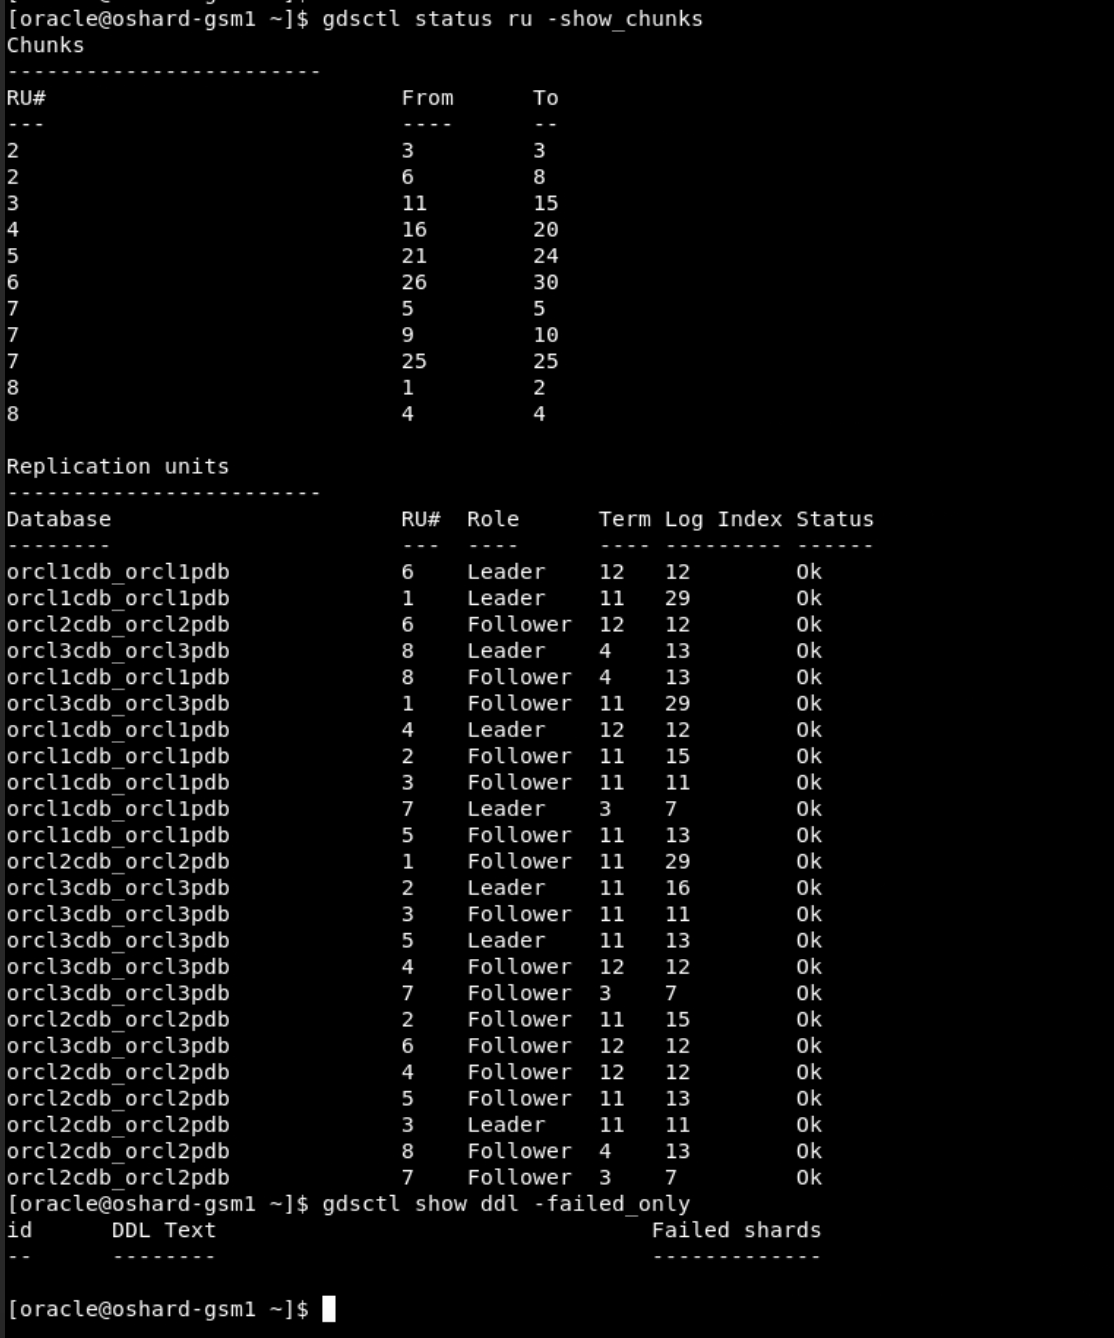 [oracle@oshard-gsm1 ~]$ gdsctl status ru -show_chunks
Chunks
------------------------
RU#                           From      To
---                           ----      --
2                             3         3
2                             6         8
3                             11        15
4                             16        20
5                             21        24
6                             26        30
7                             5         5
7                             9         10
7                             25        25
8                             1         2
8                             4         4

Replication units
------------------------
Database                      RU#  Role      Term Log Index Status
--------                      ---  ----      ---- --------- ------
orcl1cdb_orcl1pdb             6    Leader    12   12        Ok
orcl1cdb_orcl1pdb             1    Leader    11   29        Ok
orcl2cdb_orcl2pdb             6    Follower  12   12        Ok
orcl3cdb_orcl3pdb             8    Leader    4    13        Ok
orcl1cdb_orcl1pdb             8    Follower  4    13        Ok
orcl3cdb_orcl3pdb             1    Follower  11   29        Ok
orcl1cdb_orcl1pdb             4    Leader    12   12        Ok
orcl1cdb_orcl1pdb             2    Follower  11   15        Ok
orcl1cdb_orcl1pdb             3    Follower  11   11        Ok
orcl1cdb_orcl1pdb             7    Leader    3    7         Ok
orcl1cdb_orcl1pdb             5    Follower  11   13        Ok
orcl2cdb_orcl2pdb             1    Follower  11   29        Ok
orcl3cdb_orcl3pdb             2    Leader    11   16        Ok
orcl3cdb_orcl3pdb             3    Follower  11   11        Ok
orcl3cdb_orcl3pdb             5    Leader    11   13        Ok
orcl3cdb_orcl3pdb             4    Follower  12   12        Ok
orcl3cdb_orcl3pdb             7    Follower  3    7         Ok
orcl2cdb_orcl2pdb             2    Follower  11   15        Ok
orcl3cdb_orcl3pdb             6    Follower  12   12        Ok
orcl2cdb_orcl2pdb             4    Follower  12   12        Ok
orcl2cdb_orcl2pdb             5    Follower  11   13        Ok
orcl2cdb_orcl2pdb             3    Leader    11   11        Ok
orcl2cdb_orcl2pdb             8    Follower  4    13        Ok
orcl2cdb_orcl2pdb             7    Follower  3    7         Ok
[oracle@oshard-gsm1 ~]$ gdsctl show ddl -failed_only
id      DDL Text                                 Failed shards
--      --------                                 -------------

[oracle@oshard-gsm1 ~]$